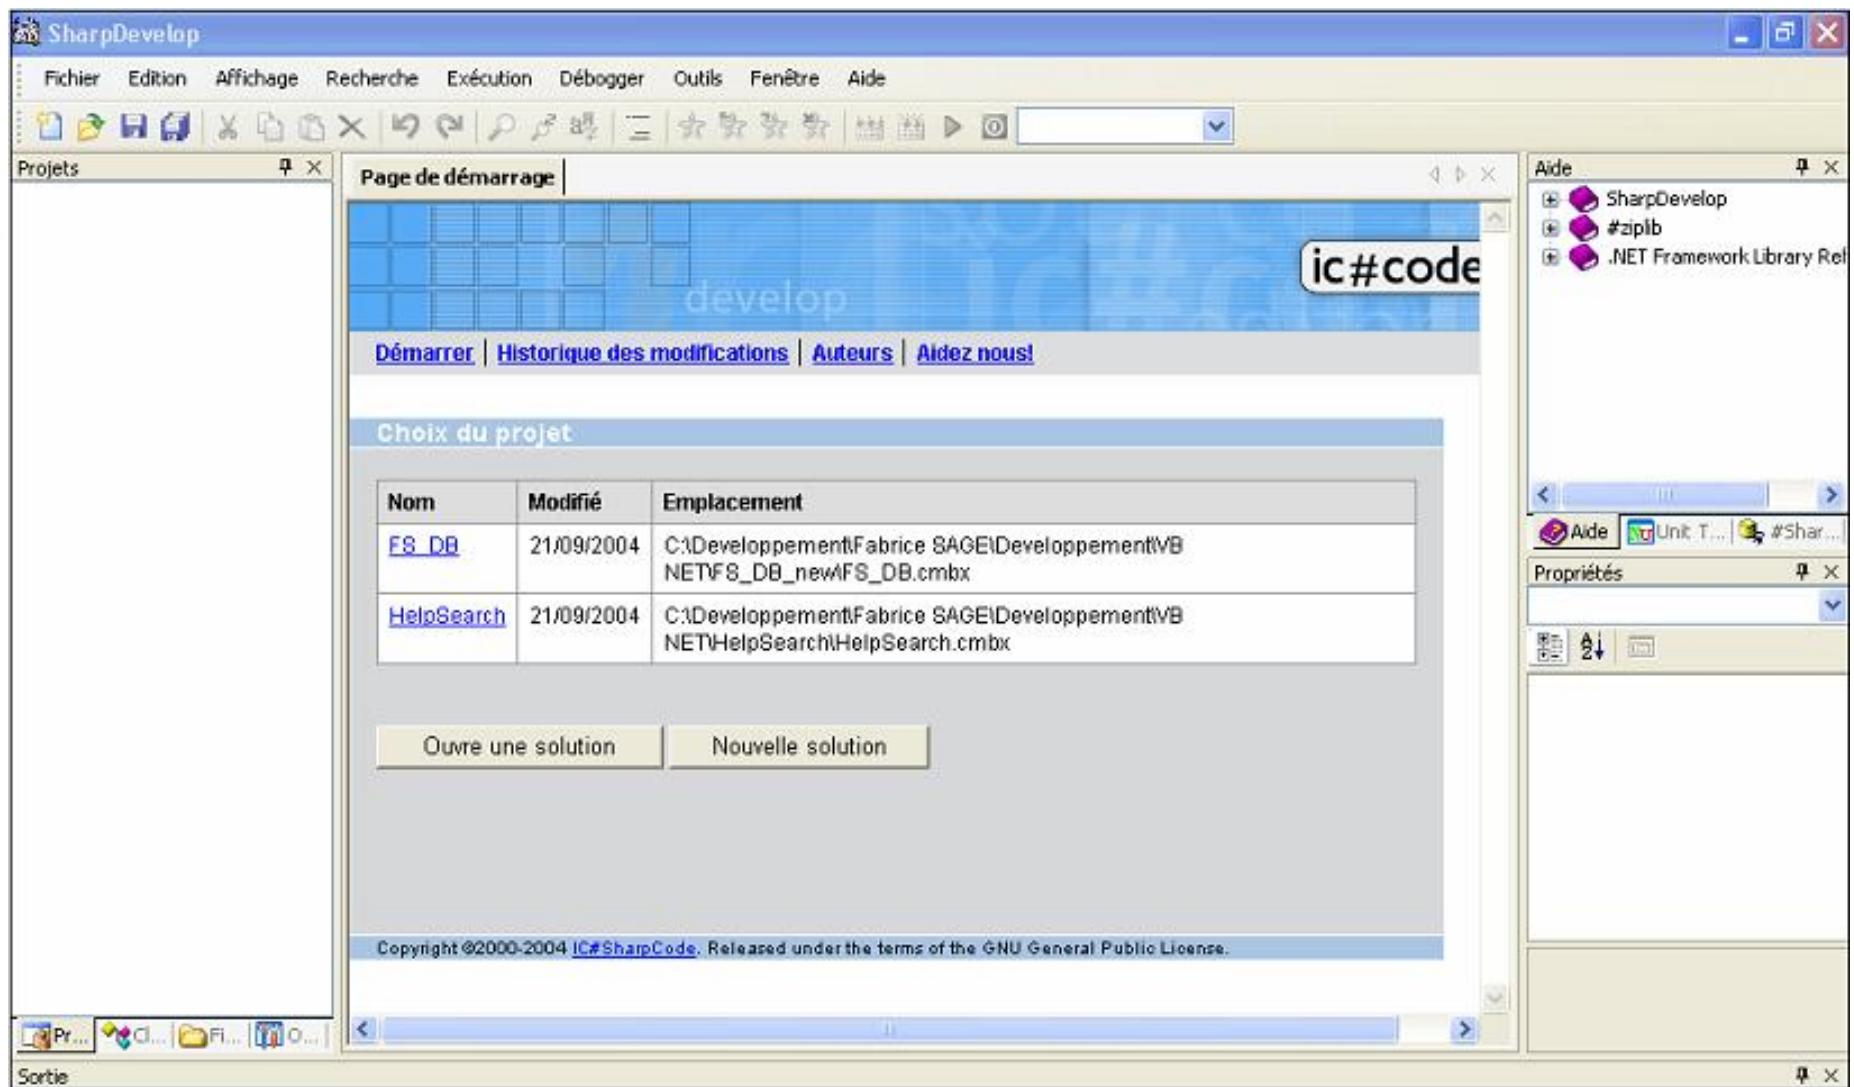 SharpDevelop
Fichier Edition Affichage Recherche Exécution Débogger Outils Fenêtre Aide
Projets
Page de démarrage
develop
ic#code
Démarrer | Historique des modifications | Auteurs | Aidez nous!
Choix du projet
Nom Modifié Emplacement
FS_DB 21/09/2004 C:\Developpement\Fabrice SAGE\Developpement\VB
NET\FS_DB_new\FS_DB.cmbx
HelpSearch 21/09/2004 C:\Developpement\Fabrice SAGE\Developpement\VB
NET\HelpSearch\HelpSearch.cmbx
Ouvre une solution Nouvelle solution
Copyright ©2000-2004 IC#SharpCode. Released under the terms of the GNU General Public License.
Aide
SharpDevelop
#ziplib
.NET Framework Library Ref
Aide Unit T... #Shar...
Propriétés
Pr... Cl... Fi... O...
Sortie